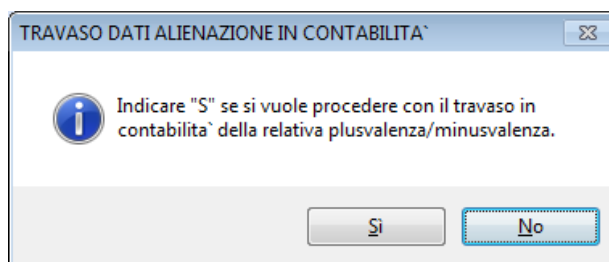 TRAVASO DATI ALIENAZIONE IN CONTABILITA`
Indicare "S" se si vuole procedere con il travaso in
contabilita` della relativa plusvalenza/minusvalenza.
Sì
No